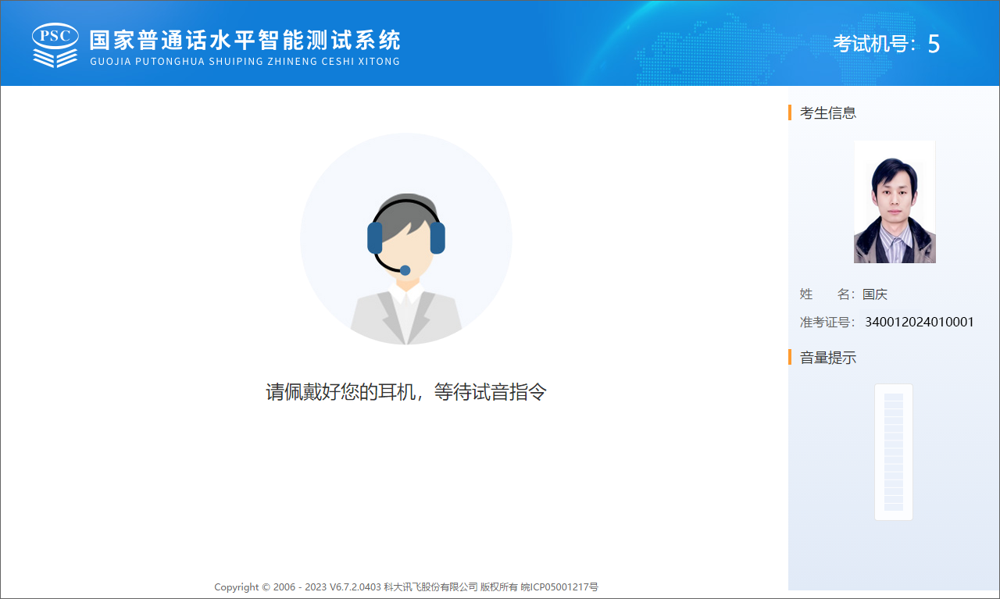 PSC
国家普通话水平智能测试系统
GUOJIA PUTONGHUA SHUIPING ZHINENG CESHI XITONG
考试机号：5
考生信息
姓　　名：国庆
准考证号：340012024010001
音量提示
请佩戴好您的耳机，等待试音指令
Copyright © 2006 - 2023 V6.7.2.0403 科大讯飞股份有限公司 版权所有 皖ICP05001217号